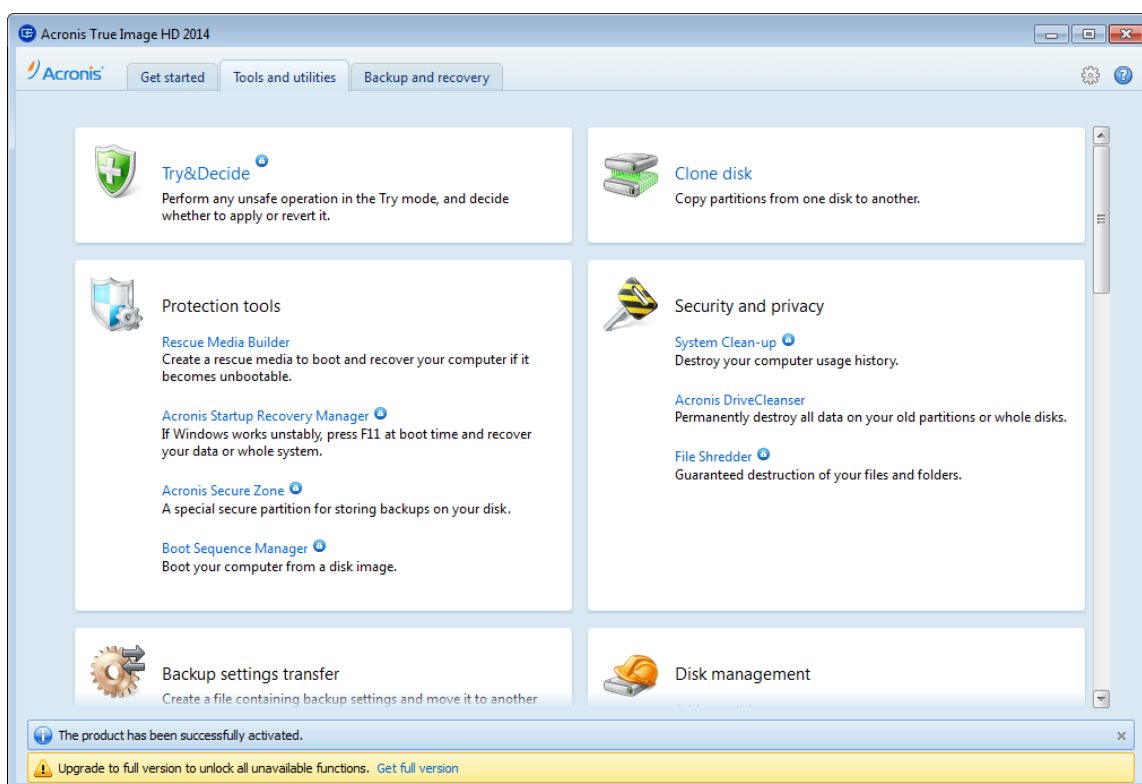 Acronis True Image HD 2014
Acronis
Get started
Tools and utilities
Backup and recovery
Try&Decide
Perform any unsafe operation in the Try mode, and decide
whether to apply or revert it.
Clone disk
Copy partitions from one disk to another.
Protection tools
Rescue Media Builder
Create a rescue media to boot and recover your computer if it
becomes unbootable.
Acronis Startup Recovery Manager
If Windows works unstably, press F11 at boot time and recover
your data or whole system.
Acronis Secure Zone
A special secure partition for storing backups on your disk.
Boot Sequence Manager
Boot your computer from a disk image.
Security and privacy
System Clean-up
Destroy your computer usage history.
Acronis DriveCleanser
Permanently destroy all data on your old partitions or whole disks.
File Shredder
Guaranteed destruction of your files and folders.
Backup settings transfer
Create a file containing backup settings and move it to another
Disk management
The product has been successfully activated.
Upgrade to full version to unlock all unavailable functions. Get full version